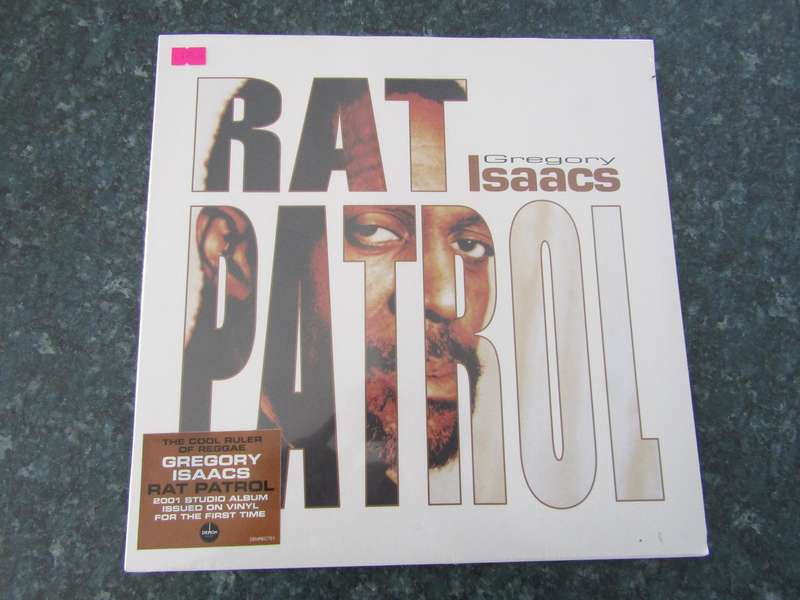 RAT
Gregory
Isaacs
PATROL
THE COOL RULER
OF REGGAE
GREGORY
ISAACS
RAT PATROL
2001 STUDIO ALBUM
ISSUED ON VINYL
FOR THE FIRST TIME
DEMON